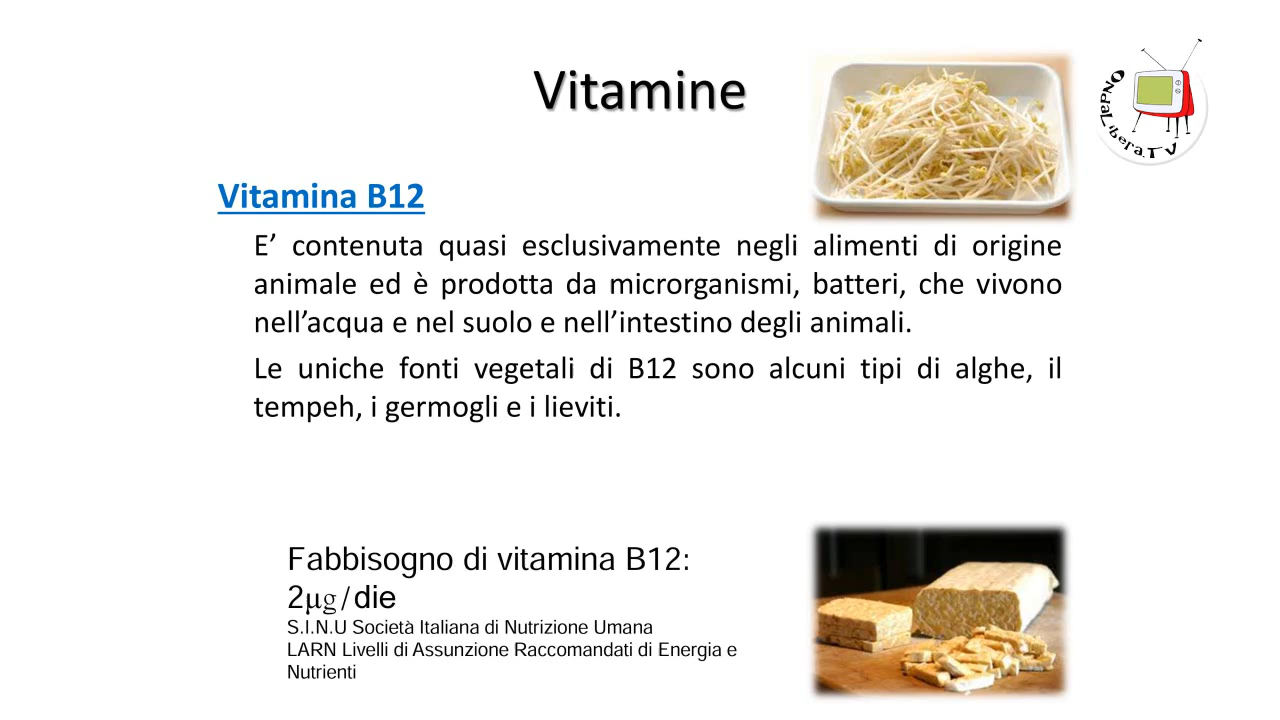 Vitamine
OndaLibera.TV
Vitamina B12
E’ contenuta quasi esclusivamente negli alimenti di origine
animale ed è prodotta da microrganismi, batteri, che vivono
nell’acqua e nel suolo e nell’intestino degli animali.
Le uniche fonti vegetali di B12 sono alcuni tipi di alghe, il
tempeh, i germogli e i lieviti.
Fabbisogno di vitamina B12:
2μg/die
S.I.N.U Società Italiana di Nutrizione Umana
LARN Livelli di Assunzione Raccomandati di Energia e
Nutrienti